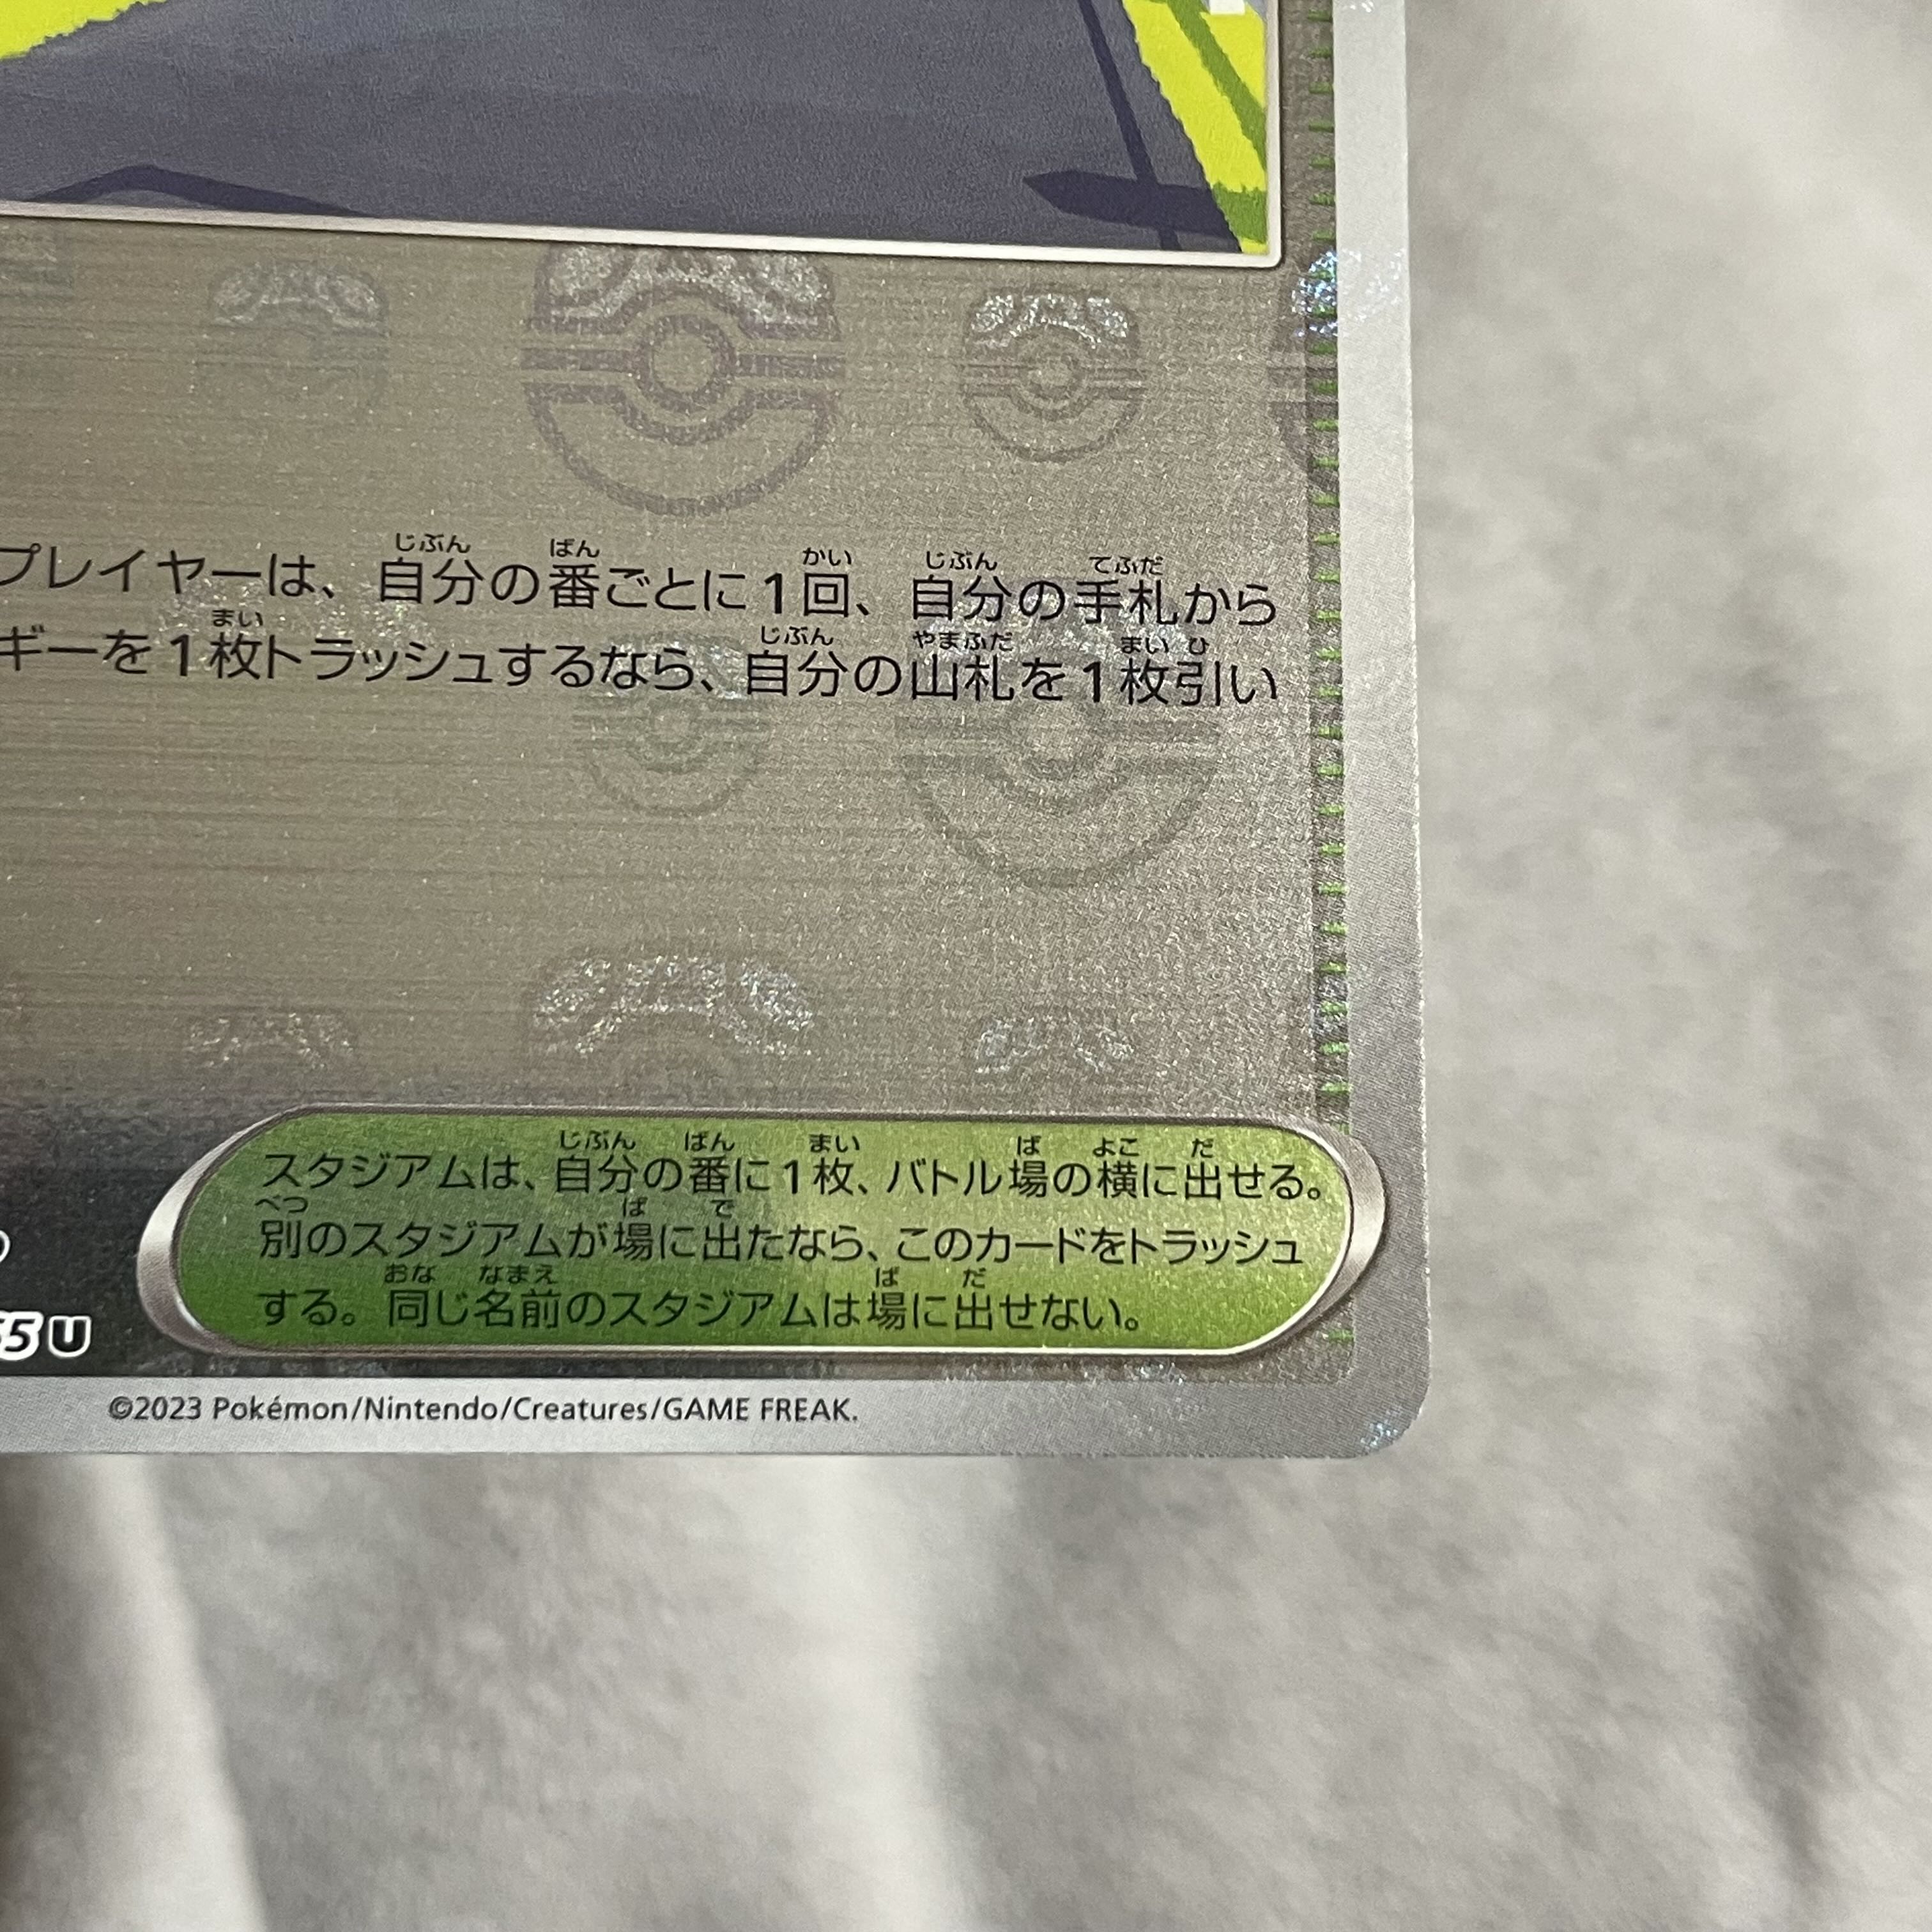 プレイヤーは、自分の番ごとに1回、自分の手札から
ギーを1枚トラッシュするなら、自分の山札を1枚引い
スタジアムは、自分の番に1枚、バトル場の横に出せる。
別のスタジアムが場に出たなら、このカードをトラッシュ
する。同じ名前のスタジアムは場に出せない。
65 U
©2023 Pokémon/Nintendo/Creatures/GAME FREAK.